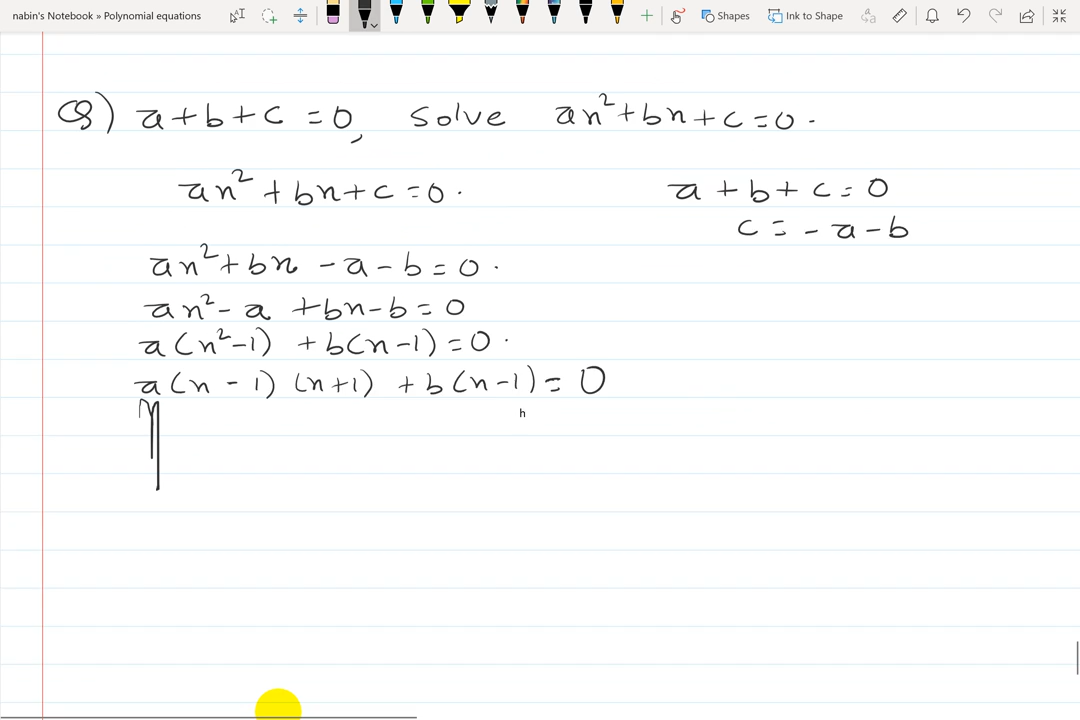 nabin's Notebook » Polynomial equations
Shapes
Ink to Shape
Q) a+b+c=0, solve an²+bn+c=0.
an²+bn+c=0.
a+b+c=0
c=-a-b
an²+bn-a-b=0.
an²-a+bn-b=0
a(n²-1)+b(n-1)=0.
a(n-1)(n+1)+b(n-1)=0
h